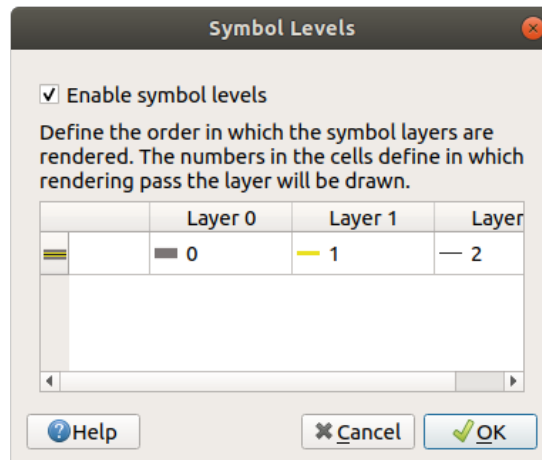 Symbol Levels
Enable symbol levels
Define the order in which the symbol layers are
rendered. The numbers in the cells define in which
rendering pass the layer will be drawn.
Layer 0 Layer 1 Layer
0 1 2
Help Cancel OK